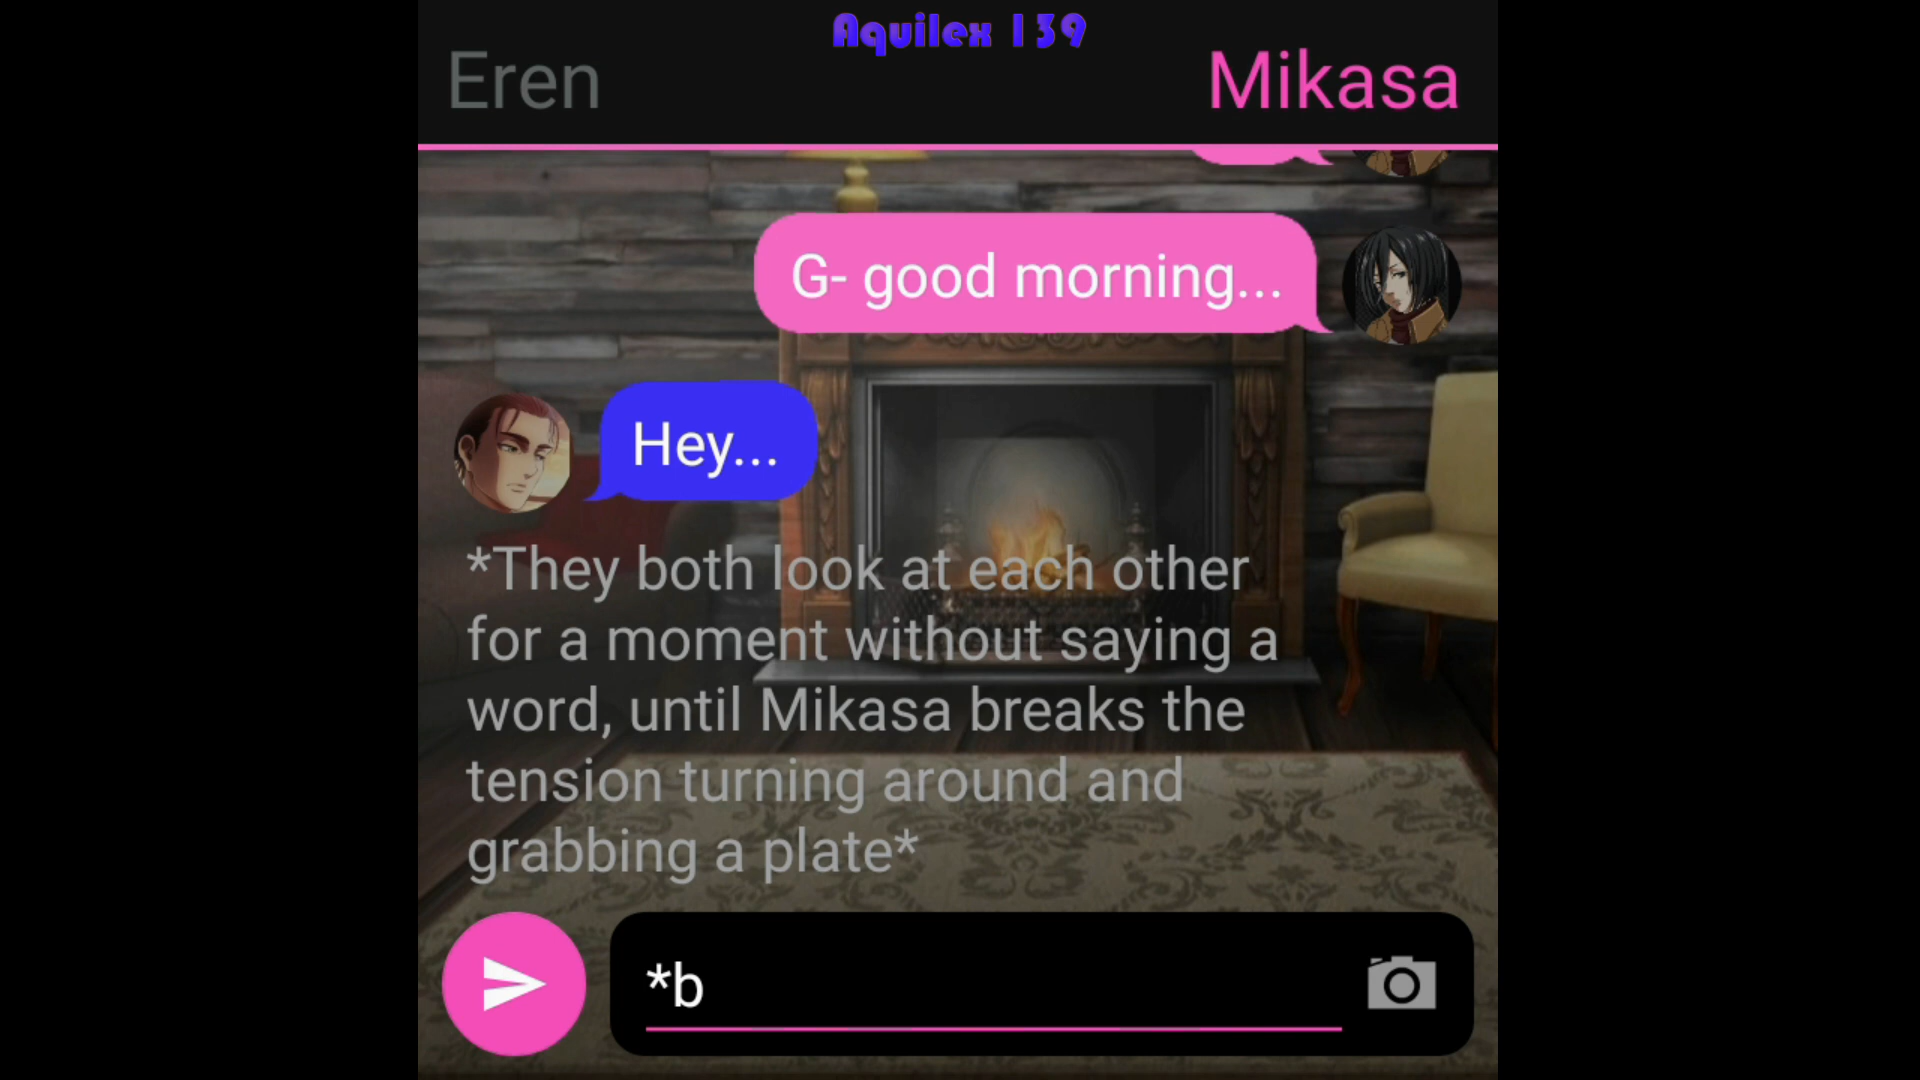 Aquilex 139
Eren
Mikasa
G- good morning...
Hey...
*They both look at each other
for a moment without saying a
word, until Mikasa breaks the
tension turning around and
grabbing a plate*
*b